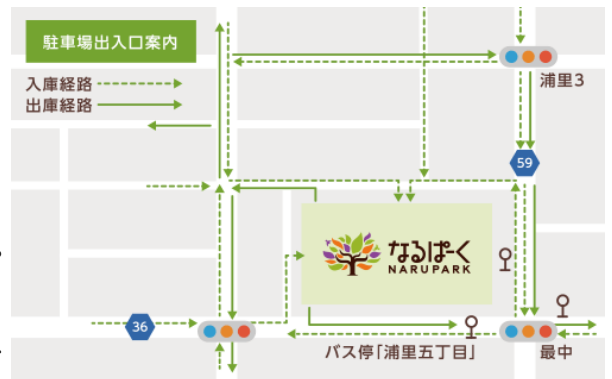 駐車場出入口案内
入庫経路
出庫経路
浦里3
59
なるぱーく
NARUPARK
36
バス停「浦里五丁目」
最中